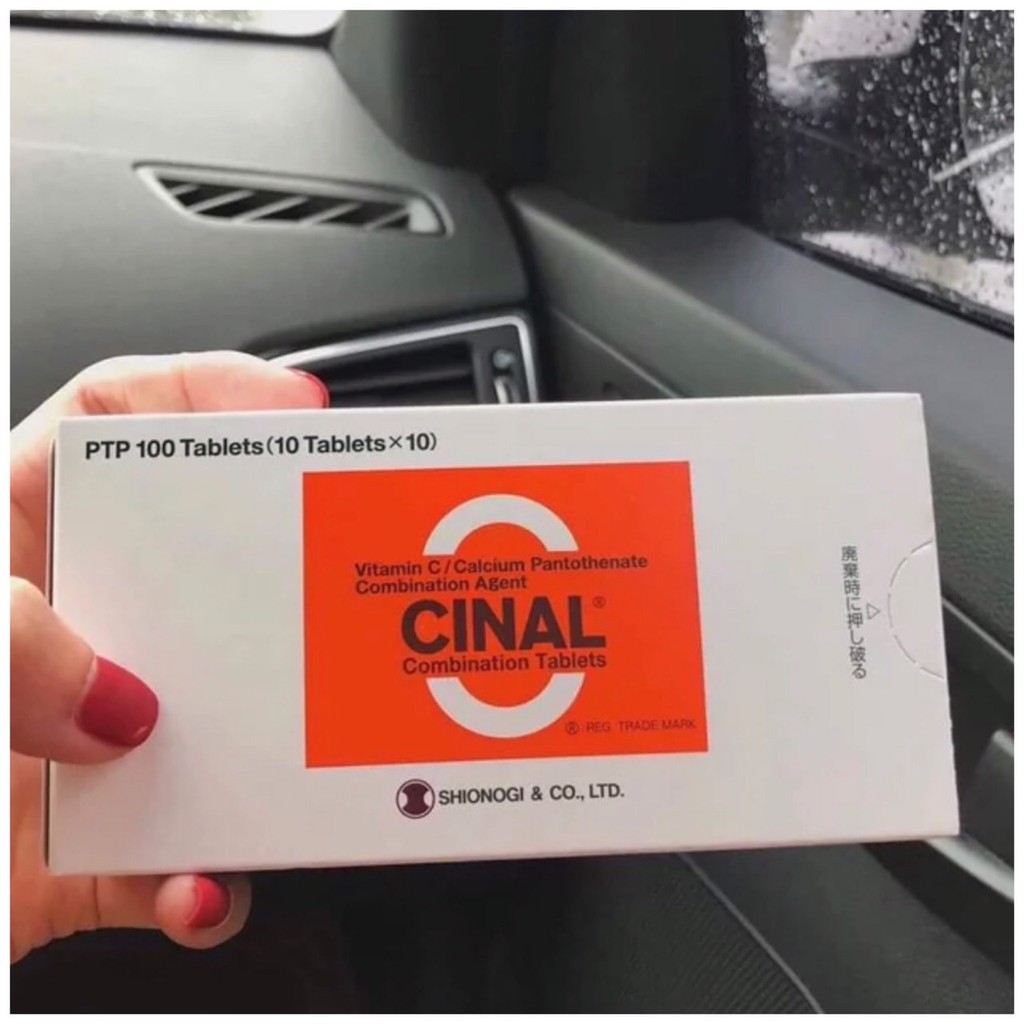 PTP 100 Tablets(10 Tablets×10)
Vitamin C/Calcium Pantothenate
Combination Agent
CINAL®
Combination Tablets
® : REG. TRADE MARK
SHIONOGI & CO., LTD.
廃棄時に押し破る